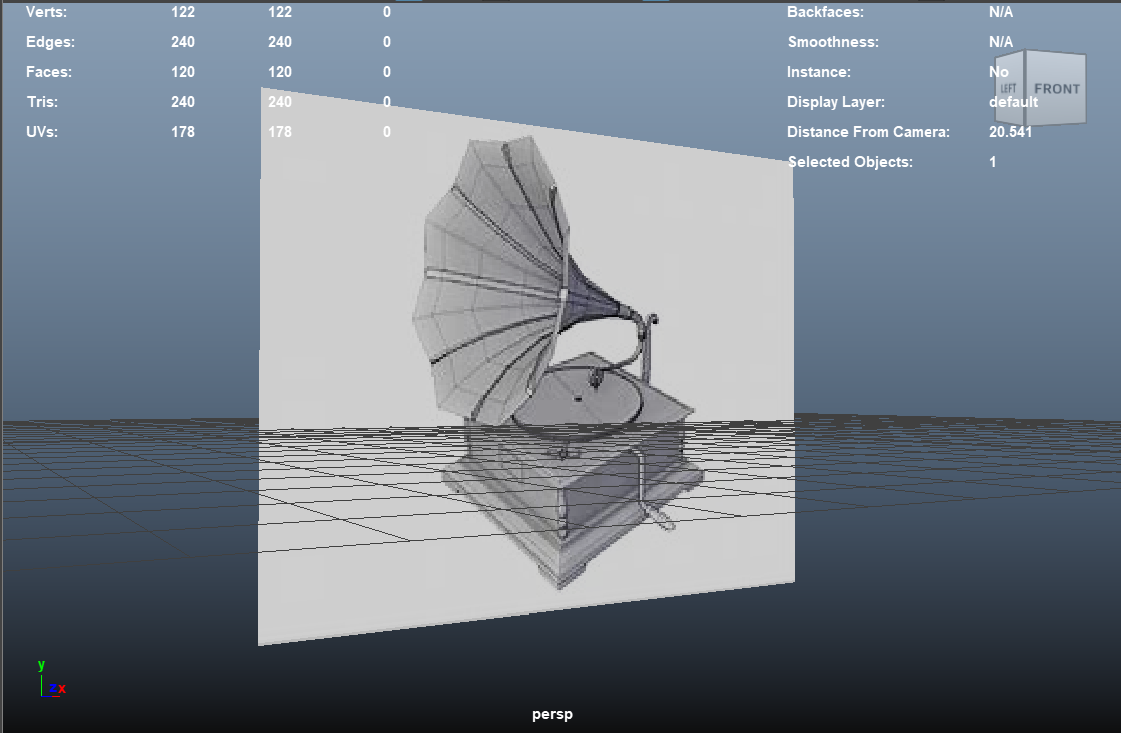 Verts: 122 122 0
Edges: 240 240 0
Faces: 120 120 0
Tris: 240 240 0
UVs: 178 178 0
Backfaces: N/A
Smoothness: N/A
Instance: No
Display Layer: default
Distance From Camera: 20.541
Selected Objects: 1
LEFT FRONT
y
z x
persp